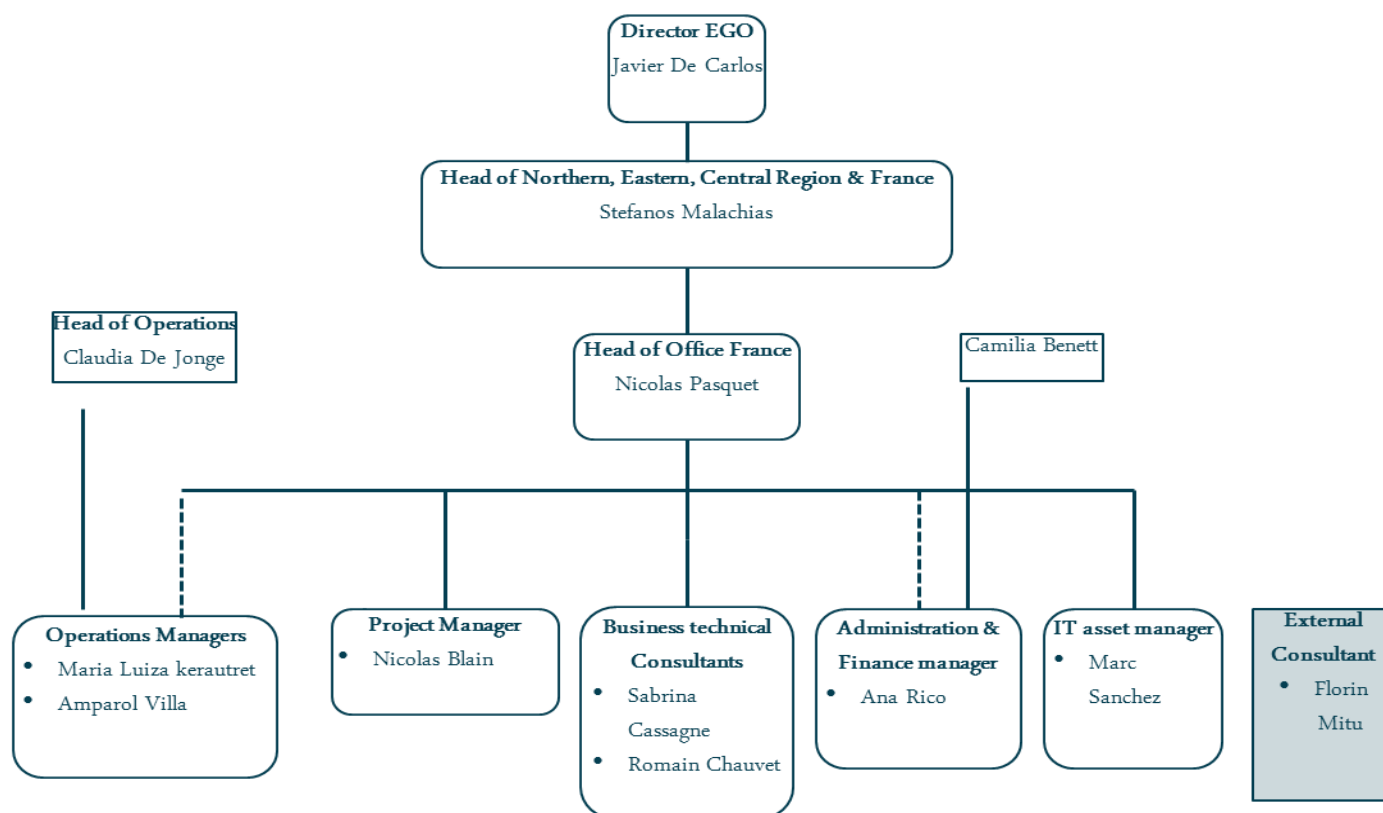 Director EGO
Javier De Carlos
Head of Northern, Eastern, Central Region & France
Stefanos Malachias
Head of Operations
Claudia De Jonge
Head of Office France
Nicolas Pasquet
Camilia Benett
Operations Managers
• Maria Luiza kerautret
• Amparol Villa
Project Manager
• Nicolas Blain
Business technical
Consultants
• Sabrina
Cassagne
• Romain Chauvet
Administration &
Finance manager
• Ana Rico
IT asset manager
• Marc
Sanchez
External
Consultant
• Florin
Mitu